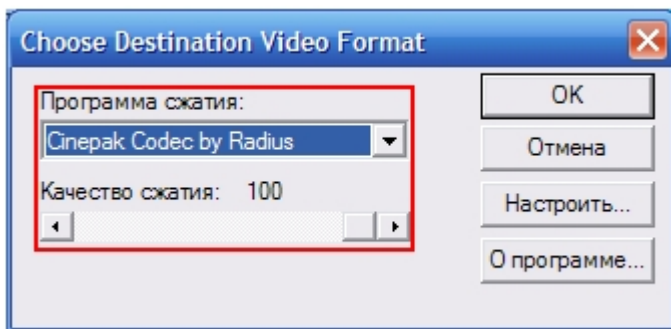 Choose Destination Video Format
Программа сжатия:
Cinepak Codec by Radius
Качество сжатия: 100
OK
Отмена
Настроить...
О программе...